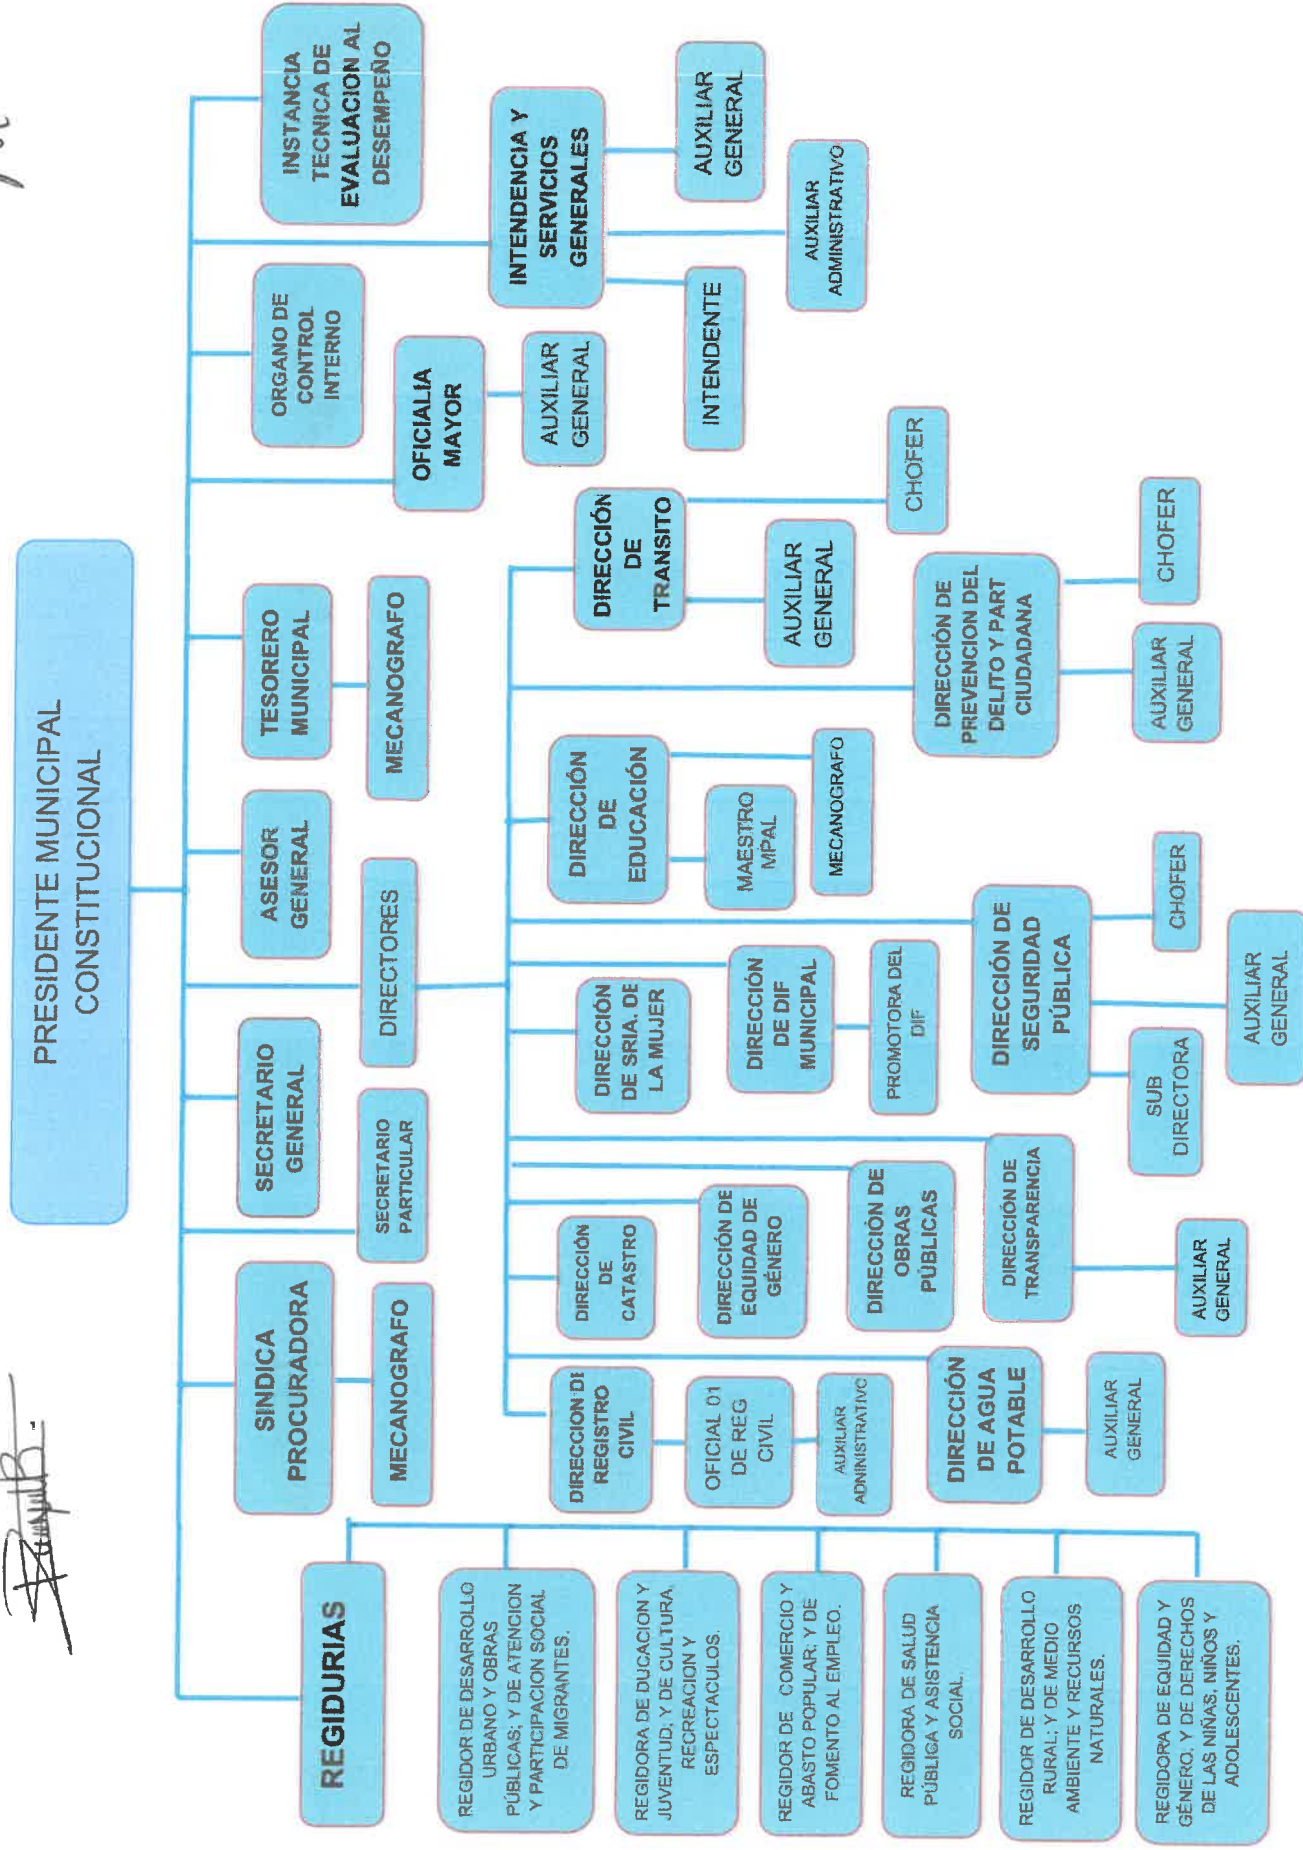 PRESIDENTE MUNICIPAL
CONSTITUCIONAL
REGIDURIAS
REGIDOR DE DESARROLLO
URBANO Y OBRAS
PÚBLICAS; Y DE ATENCION
Y PARTICIPACION SOCIAL
DE MIGRANTES.
REGIDORA DE DUCACION Y
JUVENTUD; Y DE CULTURA,
RECREACION Y
ESPECTACULOS.
REGIDOR DE COMERCIO Y
ABASTO POPULAR; Y DE
FOMENTO AL EMPLEO.
REGIDORA DE SALUD
PÚBLICA Y ASISTENCIA
SOCIAL.
REGIDOR DE DESARROLLO
RURAL; Y DE MEDIO
AMBIENTE Y RECURSOS
NATURALES.
REGIDORA DE EQUIDAD Y
GÉNERO, Y DE DERECHOS
DE LAS NIÑAS, NIÑOS Y
ADOLESCENTES.
SINDICA
PROCURADORA
MECANOGRAFO
SECRETARIO
PARTICULAR
SECRETARIO
GENERAL
DIRECTORES
ASESOR
GENERAL
TESORERO
MUNICIPAL
MECANOGRAFO
OFICIALIA
MAYOR
AUXILIAR
GENERAL
ORGANO DE
CONTROL
INTERNO
INTENDENCIA Y
SERVICIOS
GENERALES
INTENDENTE
AUXILIAR
ADMINISTRATIVO
AUXILIAR
GENERAL
INSTANCIA
TECNICA DE
EVALUACION AL
DESEMPEÑO
DIRECCION DE
REGISTRO
CIVIL
OFICIAL 01
DE REG
CIVIL
AUXILIAR
ADNINISTRATIVO
DIRECCIÓN
DE AGUA
POTABLE
AUXILIAR
GENERAL
DIRECCIÓN
DE
CATASTRO
DIRECCIÓN DE
EQUIDAD DE
GÉNERO
DIRECCIÓN DE
OBRAS
PÚBLICAS
DIRECCIÓN DE
TRANSPARENCIA
AUXILIAR
GENERAL
DIRECCIÓN
DE SRIA. DE
LA MUJER
DIRECCIÓN
DE DIF
MUNICIPAL
PROMOTORA DEL
DIF
DIRECCIÓN DE
SEGURIDAD
PÚBLICA
SUB
DIRECTORA
AUXILIAR
GENERAL
CHOFER
DIRECCIÓN
DE
EDUCACIÓN
MAESTRO
MPAL
MECANOGRAFO
DIRECCIÓN DE
PREVENCION DEL
DELITO Y PART
CIUDADANA
AUXILIAR
GENERAL
CHOFER
DIRECCIÓN
DE
TRANSITO
AUXILIAR
GENERAL
CHOFER